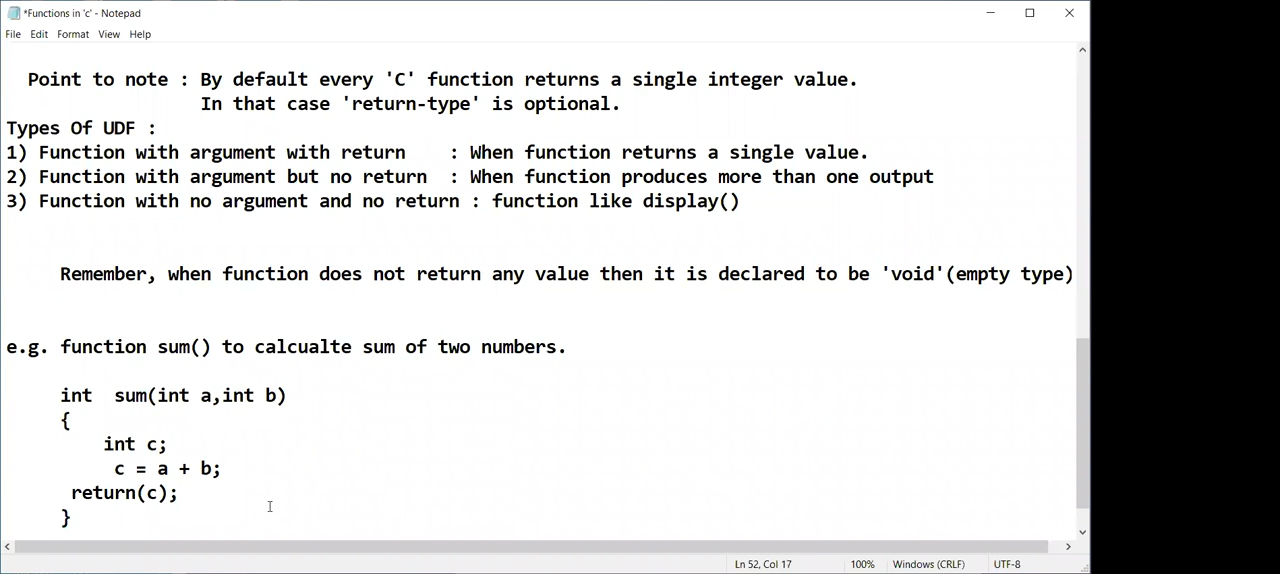 *Functions in 'c' - Notepad
File Edit Format View Help
Point to note : By default every 'C' function returns a single integer value.
In that case 'return-type' is optional.
Types Of UDF :
1) Function with argument with return : When function returns a single value.
2) Function with argument but no return : When function produces more than one output
3) Function with no argument and no return : function like display()
Remember, when function does not return any value then it is declared to be 'void'(empty type)
e.g. function sum() to calcualte sum of two numbers.
int sum(int a,int b)
{
int c;
c = a + b;
return(c);
}
Ln 52, Col 17 100% Windows (CRLF) UTF-8